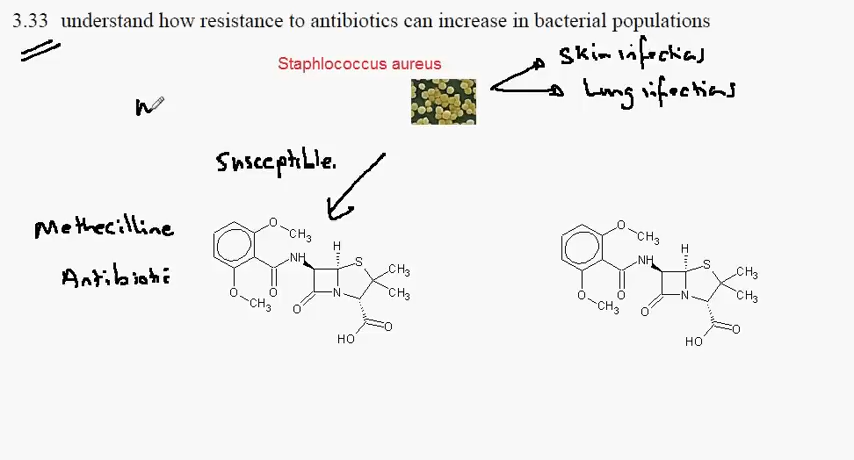 3.33 understand how resistance to antibiotics can increase in bacterial populations
Staphlococcus aureus
Skin infections
Lung infections
Susceptible.
Methecilline
Antibiotic
O CH3
NH
H
S
CH3
CH3
O
O
CH3
O
N
O
HO
O CH3
NH
H
S
CH3
CH3
O
O
CH3
O
N
O
HO